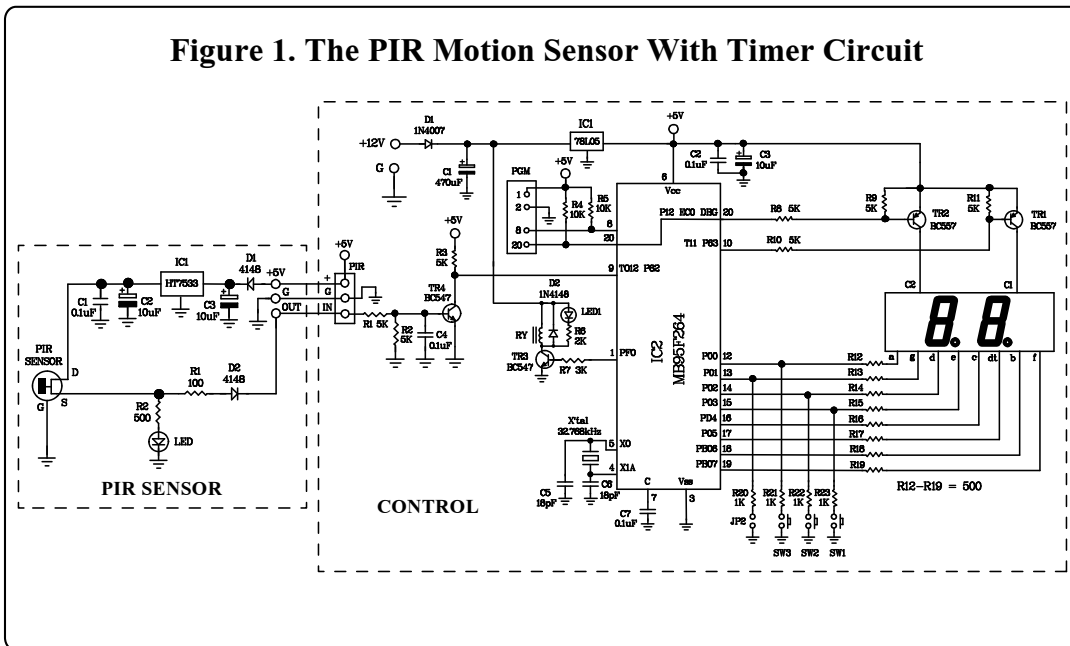 Figure 1. The PIR Motion Sensor With Timer Circuit
D1
1N4007
+12V
G
C1
470uF
IC1
78L05
+5V
C2
0.1uF
C3
10uF
PGM
1
2
8
20
+5V
R4
10K
R5
10K
6
20
6
Vcc
P12 EC0 DBG
20
R8 5K
R9
5K
TR2
BC557
R11
5K
TR1
BC557
T11 P63
10
R10 5K
+5V
R3
5K
9
TO12 P62
TR4
BC547
+5V
PIR
+
G
IN
R1 5K
R2
5K
C4
0.1uF
D2
1N4148
LED1
RY
R6
2K
TR3
BC547
R7 3K
1
PF0
IC2
MB95F264
C2
C1
8.8.
a
g
d
e
c
dt
b
f
P00
12
R12
P01
13
R13
P02
14
R14
P03
15
R15
PD4
16
R16
P05
17
R17
PB06
18
R18
PB07
19
R19
R12-R19 = 500
X'tal
32.768kHz
5
X0
4
X1A
C5
18pF
C6
18pF
C
7
C7
0.1uF
Vss
3
R20
1K
R21
1K
R22
1K
R23
1K
JP2
SW3
SW2
SW1
CONTROL
IC1
HT7533
D1
4148
+5V
G
OUT
C1
0.1uF
C2
10uF
C3
10uF
PIR
SENSOR
D
S
G
R1
100
D2
4148
R2
500
LED
PIR SENSOR